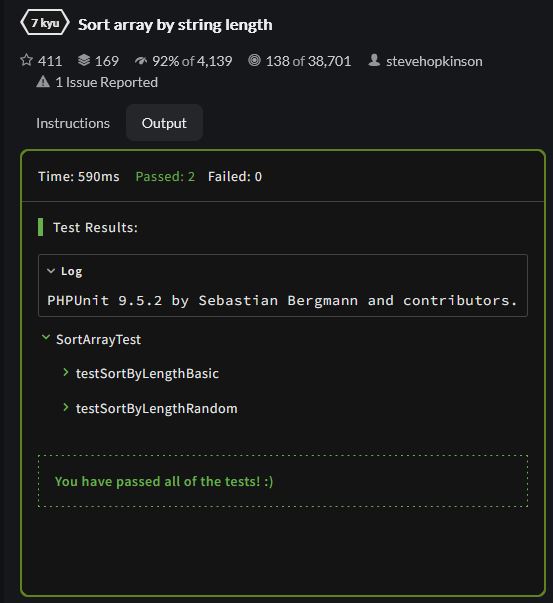 7 kyu Sort array by string length
411 169 92% of 4,139 138 of 38,701 stevehopkinson
1 Issue Reported
Instructions Output
Time: 590ms Passed: 2 Failed: 0
Test Results:
Log
PHPUnit 9.5.2 by Sebastian Bergmann and contributors.
SortArrayTest
testSortByLengthBasic
testSortByLengthRandom
You have passed all of the tests! :)